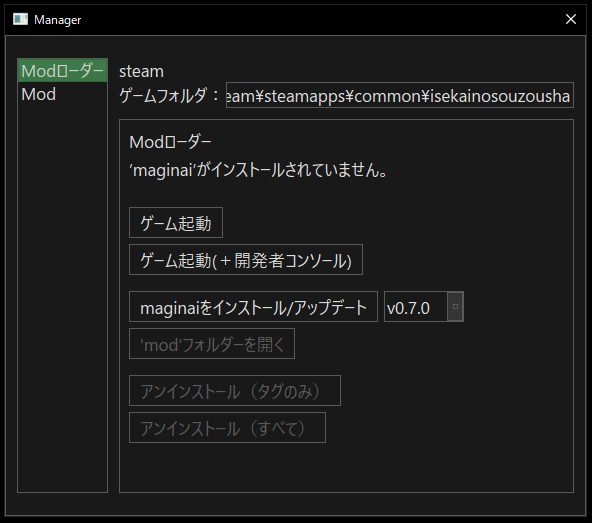 Manager
Modローダー
Mod
steam
ゲームフォルダ：
eam¥steamapps¥common¥isekainosouzousha
Modローダー
'maginai'がインストールされていません。
ゲーム起動
ゲーム起動(＋開発者コンソール)
maginaiをインストール/アップデート
v0.7.0
'mod'フォルダーを開く
アンインストール（タグのみ）
アンインストール（すべて）